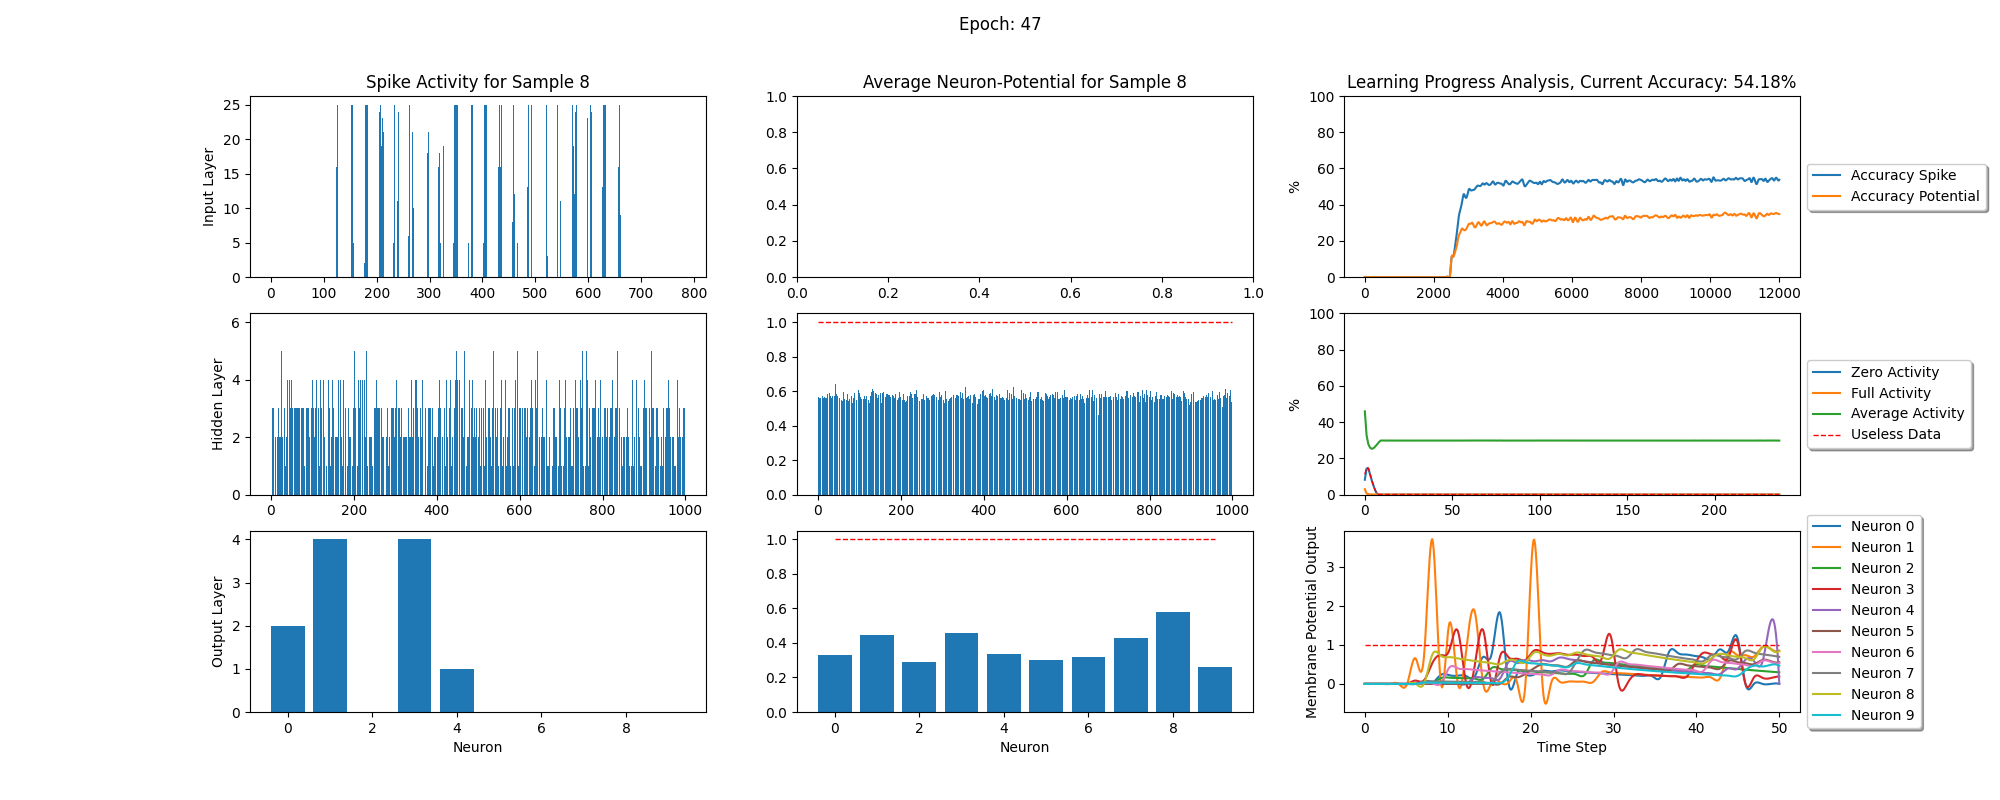 Epoch: 47
Spike Activity for Sample 8
Average Neuron-Potential for Sample 8
Learning Progress Analysis, Current Accuracy: 54.18%
Input Layer
25
20
15
10
5
0
0 100 200 300 400 500 600 700 800
1.0
0.8
0.6
0.4
0.2
0.0
0.0 0.2 0.4 0.6 0.8 1.0
%
100
80
60
40
20
0
0 2000 4000 6000 8000 10000 12000
Accuracy Spike
Accuracy Potential
Hidden Layer
6
4
2
0
0 200 400 600 800 1000
1.0
0.8
0.6
0.4
0.2
0.0
0 200 400 600 800 1000
%
100
80
60
40
20
0
0 50 100 150 200
Zero Activity
Full Activity
Average Activity
Useless Data
Output Layer
4
3
2
1
0
0 2 4 6 8
Neuron
1.0
0.8
0.6
0.4
0.2
0.0
0 2 4 6 8
Neuron
Membrane Potential Output
3
2
1
0
0 10 20 30 40 50
Time Step
Neuron 0
Neuron 1
Neuron 2
Neuron 3
Neuron 4
Neuron 5
Neuron 6
Neuron 7
Neuron 8
Neuron 9